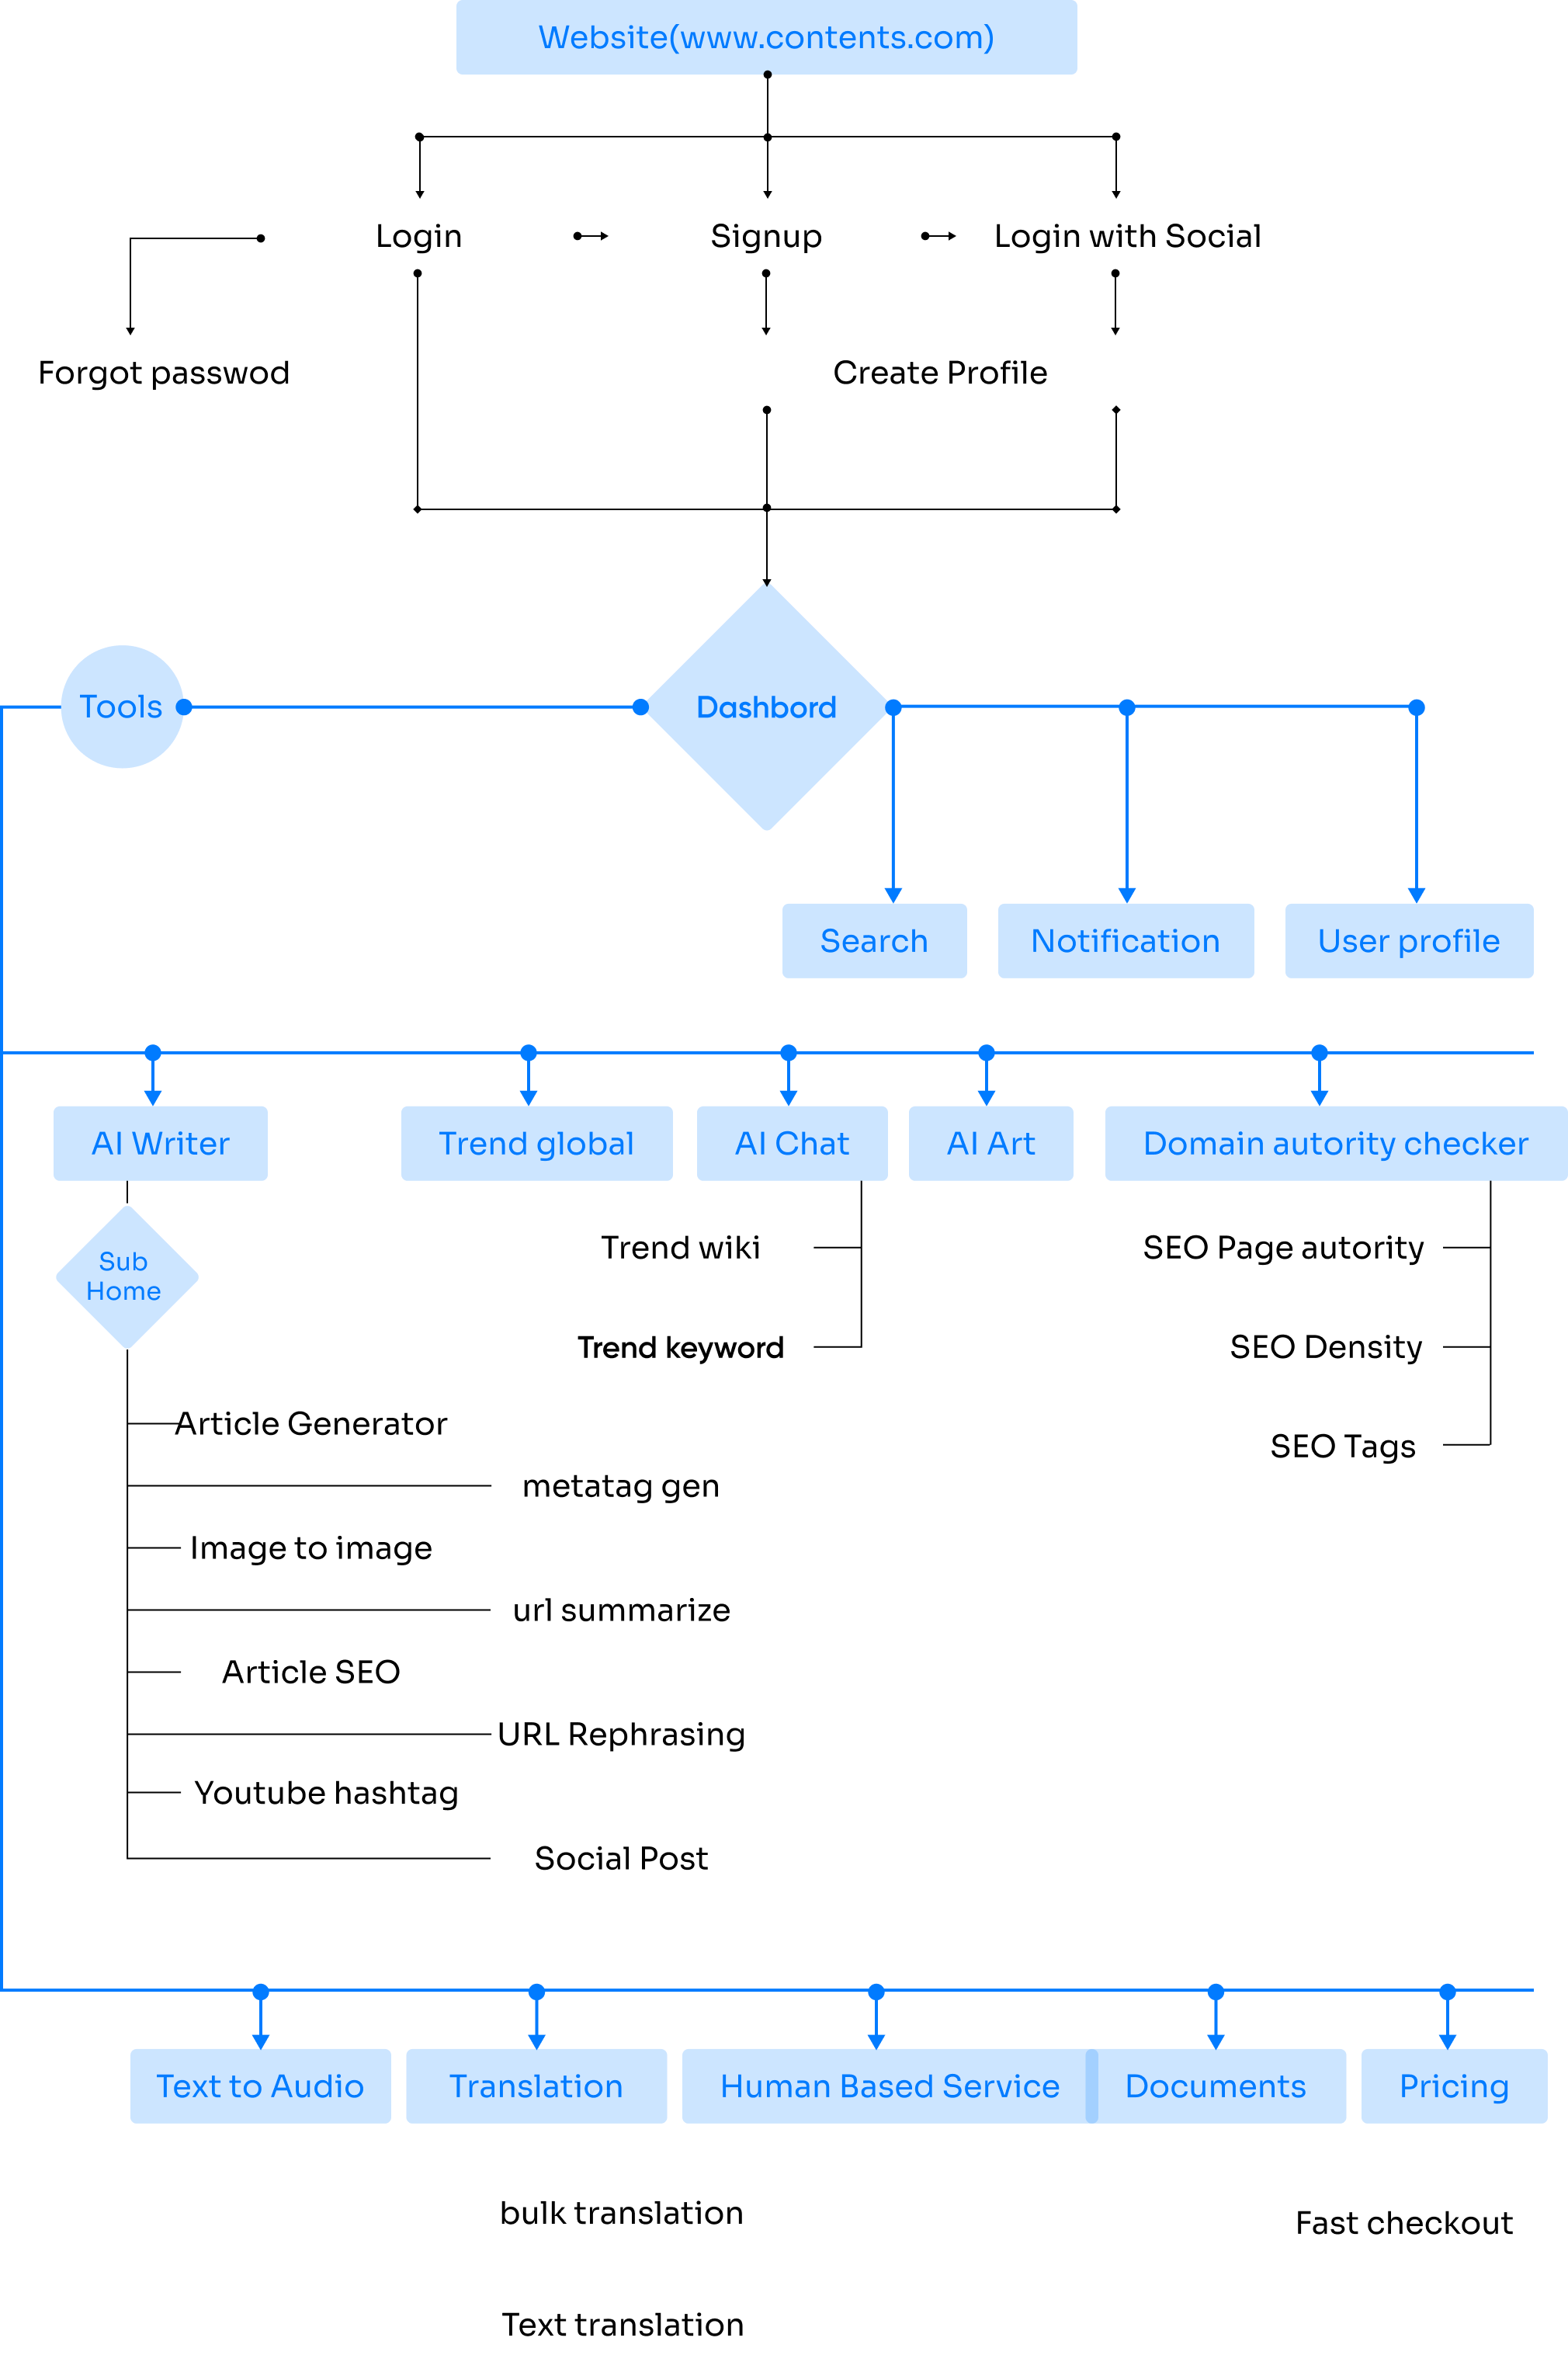 Website(www.contents.com)
Login
Signup
Login with Social
Forgot passwod
Create Profile
Tools
Dashbord
Search
Notification
User profile
AI Writer
Trend global
AI Chat
AI Art
Domain autority checker
Sub
Home
Trend wiki
SEO Page autority
Trend keyword
SEO Density
Article Generator
SEO Tags
metatag gen
Image to image
url summarize
Article SEO
URL Rephrasing
Youtube hashtag
Social Post
Text to Audio
Translation
Human Based Service
Documents
Pricing
bulk translation
Fast checkout
Text translation